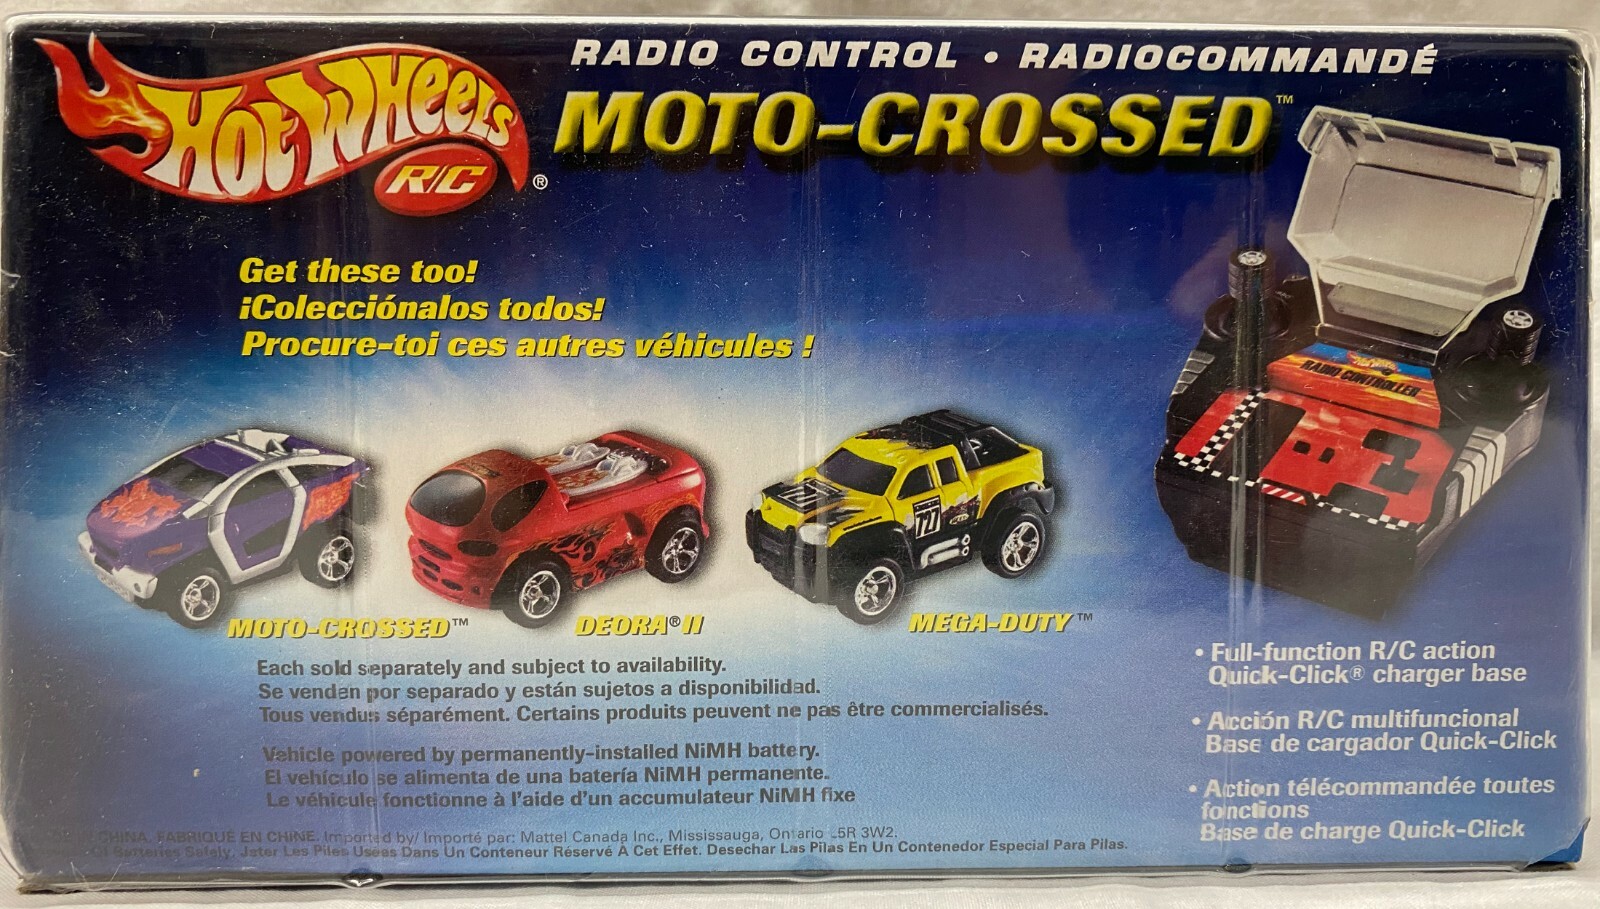 RADIO CONTROL • RADIOCOMMANDÉ
Hot Wheels R/C ®
MOTO-CROSSED™
Get these too!
¡Colecciónalos todos!
Procure-toi ces autres véhicules !
RADIO CONTROLLER
727
MOTO-CROSSED™ DEORA® II MEGA-DUTY™
Each sold separately and subject to availability.
Se venden por separado y están sujetos a disponibilidad.
Tous vendus séparément. Certains produits peuvent ne pas être commercialisés.
Vehicle powered by permanently-installed NiMH battery.
El vehículo se alimenta de una batería NiMH permanente.
Le véhicule fonctionne à l'aide d'un accumulateur NiMH fixe
• Full-function R/C action
Quick-Click® charger base
• Acción R/C multifuncional
Base de cargador Quick-Click
• Action télécommandée toutes
fonctions
Base de charge Quick-Click
CHINA. FABRIQUÉ EN CHINE. Imported by/ Importé par: Mattel Canada Inc., Mississauga, Ontario L5R 3W2.
Batteries Safely. Jeter Les Piles Usées Dans Un Conteneur Réservé À Cet Effet. Desechar Las Pilas En Un Contenedor Especial Para Pilas.